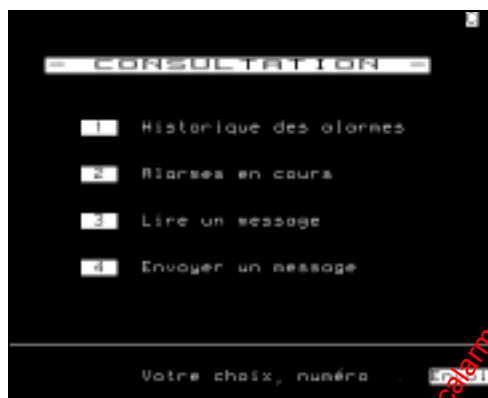 - CONSULTATION -
1 Historique des alarmes
2 Alarmes en cours
3 Lire un message
4 Envoyer un message
Votre choix, numéro .